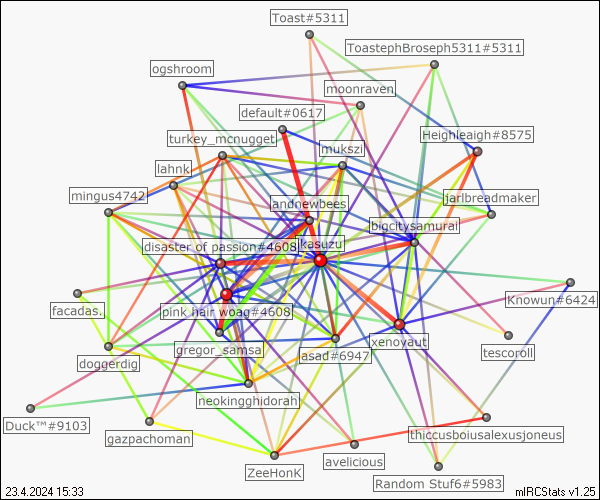 Toast#5311
ToastephBroseph5311#5311
ogshroom
moonraven
default#0617
turkey_mcnugget
Heighleaigh#8575
mukszi
lahnk
mingus4742
jarlbreadmaker
andnewbees
bigcitysamurai
disaster of passion#4608
jkasuzu
facadas.
pink hair woag#4608
Knowun#6424
xenoyaut
gregor_samsa
asad#6947
tescoroll
doggerdig
neokingghidorah
Duck™#9103
gazpachoman
thiccusboiusalexusjoneus
avelicious
ZeeHonK
Random Stuf6#5983
23.4.2024 15:33
mIRCStats v1.25